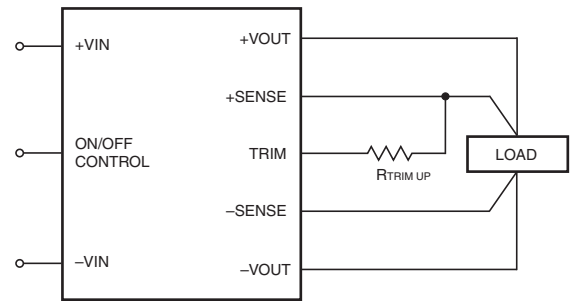 +VIN
+VOUT
+SENSE
ON/OFF
CONTROL
TRIM
LOAD
RTRIM UP
–SENSE
–VIN
–VOUT